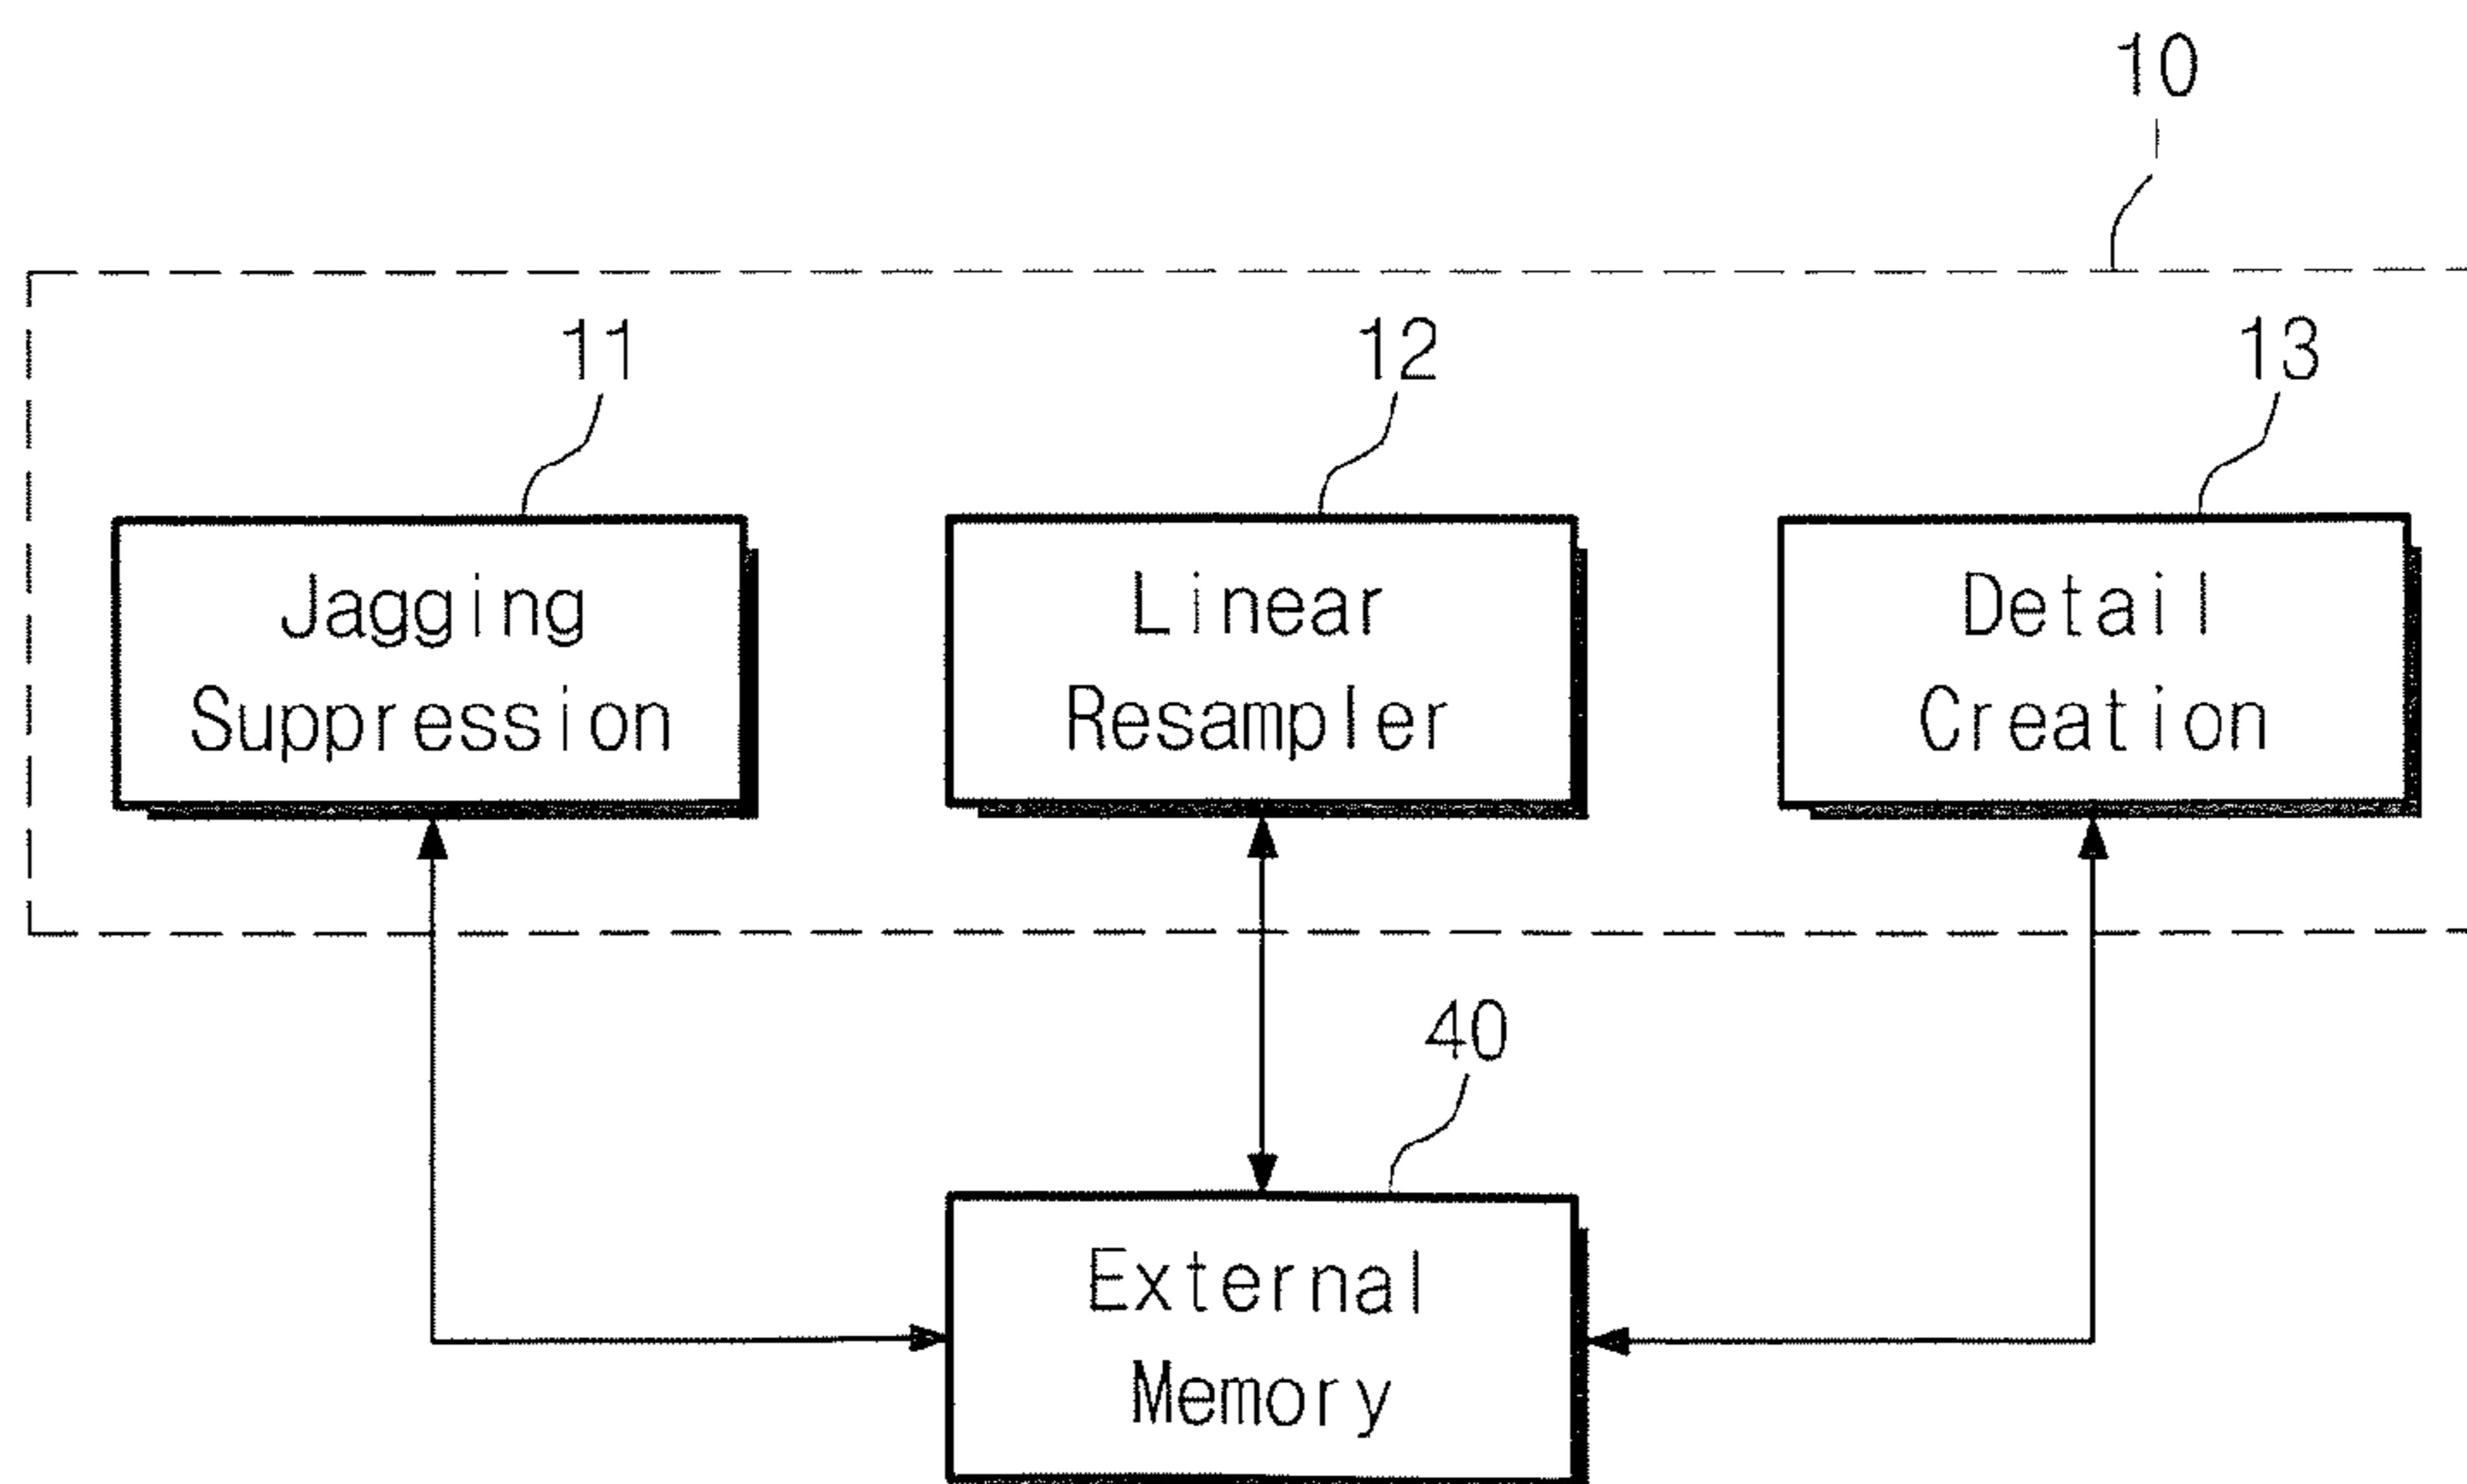 10
11
12
13
Jagging
Suppression
Linear
Resampler
Detail
Creation
40
External
Memory